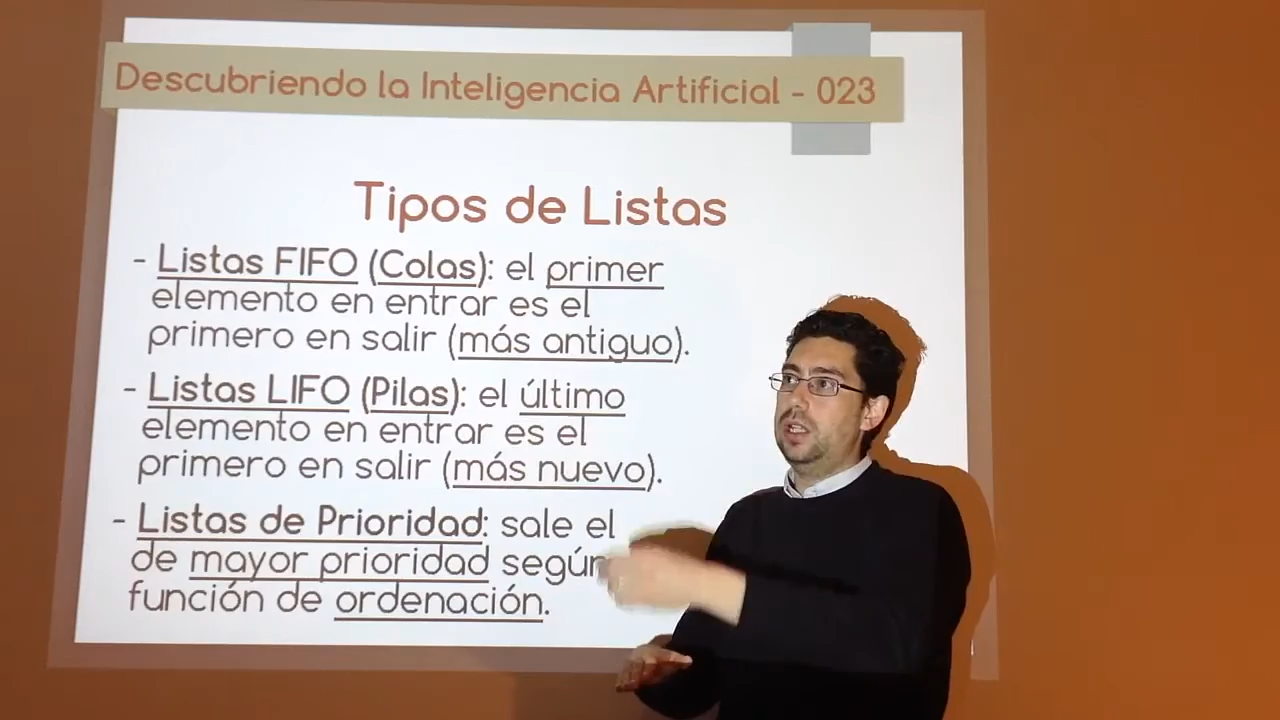 Descubriendo la Inteligencia Artificial - 023
Tipos de Listas
- Listas FIFO (Colas): el primer
elemento en entrar es el
primero en salir (más antiguo).
- Listas LIFO (Pilas): el último
elemento en entrar es el
primero en salir (más nuevo).
- Listas de Prioridad: sale el
de mayor prioridad según
función de ordenación.